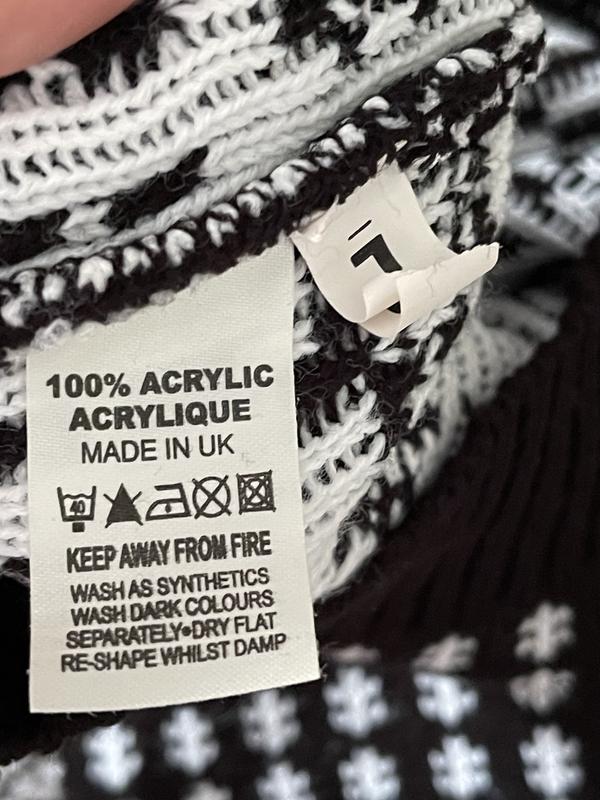 100% ACRYLIC
ACRYLIQUE
MADE IN UK
40
KEEP AWAY FROM FIRE
WASH AS SYNTHETICS
WASH DARK COLOURS
SEPARATELY•DRY FLAT
RE-SHAPE WHILST DAMP